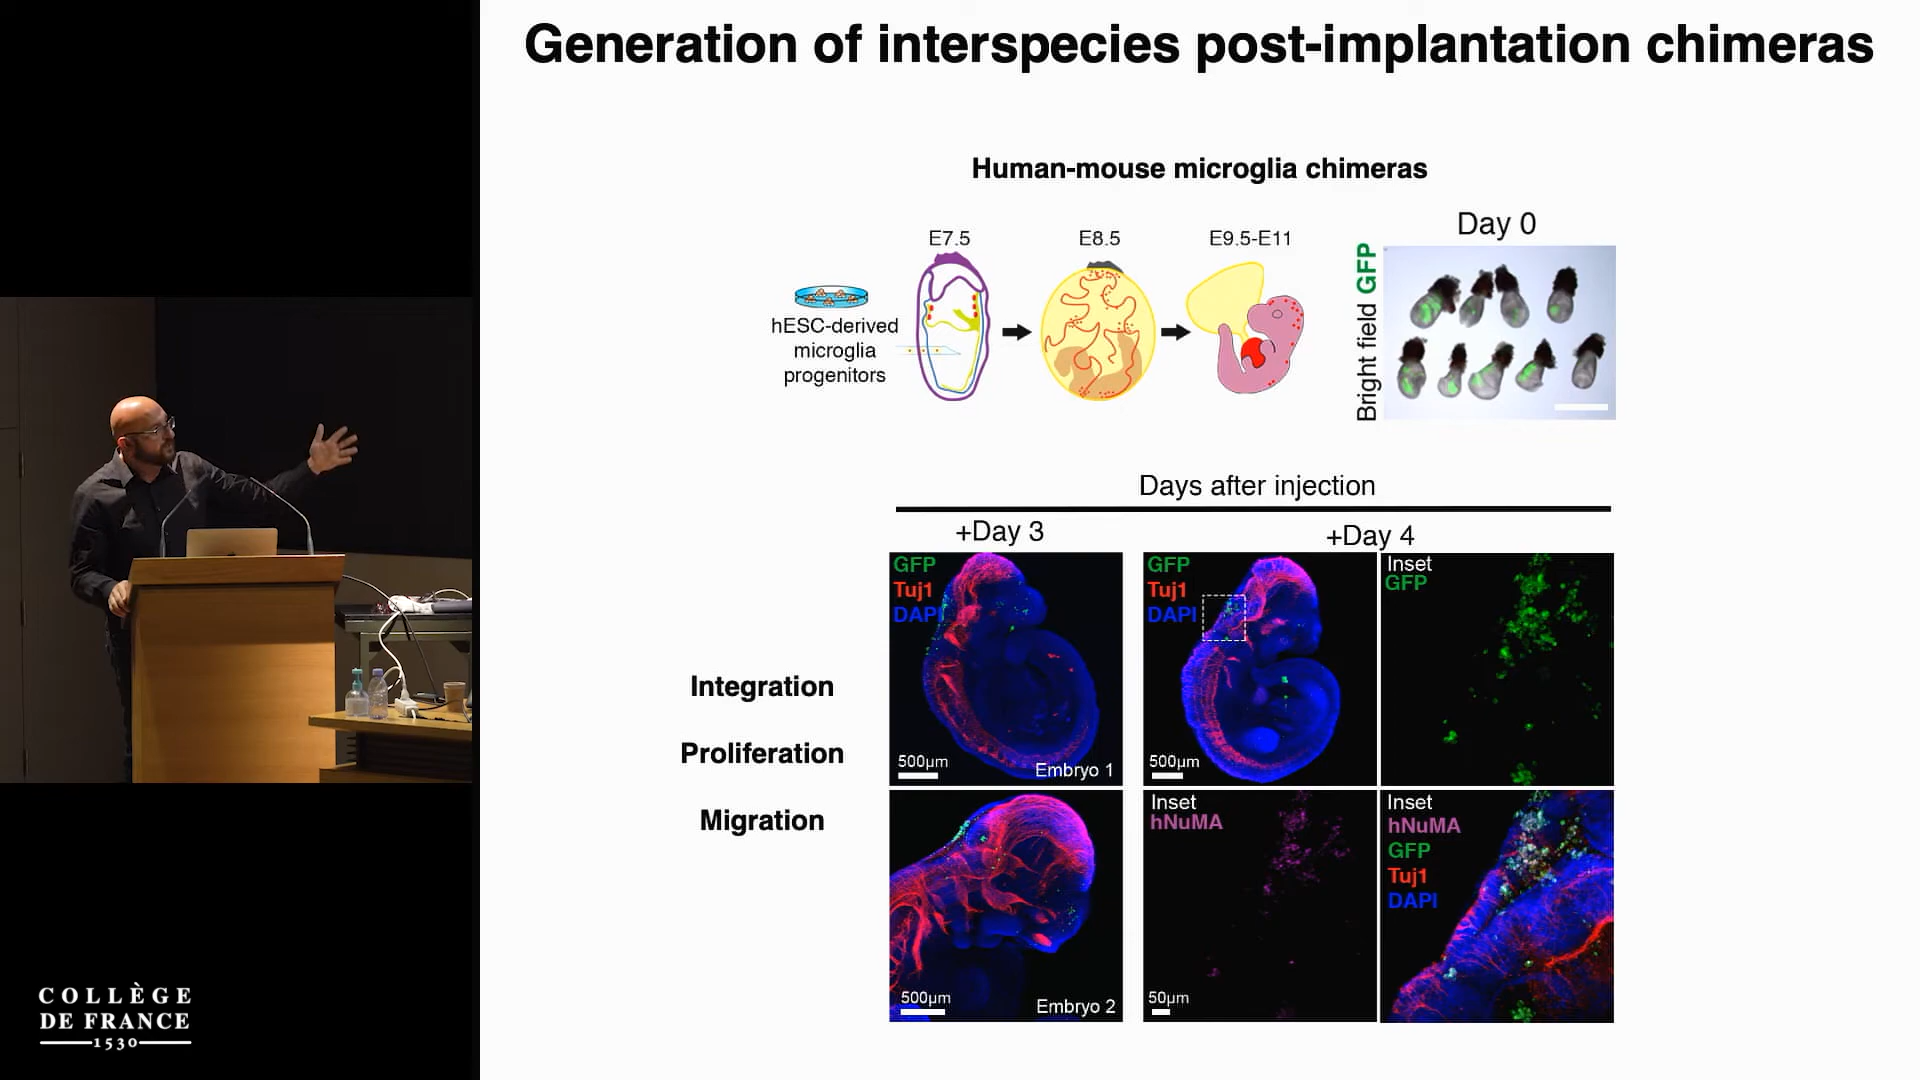 Generation of interspecies post-implantation chimeras
Human-mouse microglia chimeras
E7.5
E8.5
E9.5-E11
hESC-derived
microglia
progenitors
Day 0
Bright field GFP
Days after injection
+Day 3
+Day 4
Integration
Proliferation
Migration
GFP
Tuj1
DAPI
500µm
Embryo 1
GFP
Tuj1
DAPI
500µm
Inset
GFP
500µm
Embryo 2
Inset
hNuMA
50µm
Inset
hNuMA
GFP
Tuj1
DAPI
COLLÈGE
DE FRANCE
1530